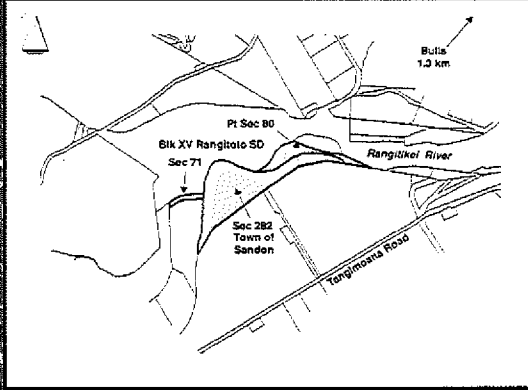 Bulls
1.3 km
Pt Sec 80
Blk XV Rangitoto SD
Rangitikei River
Sec 71
Sec 282
Town of
Sandon
Tangimoana Road